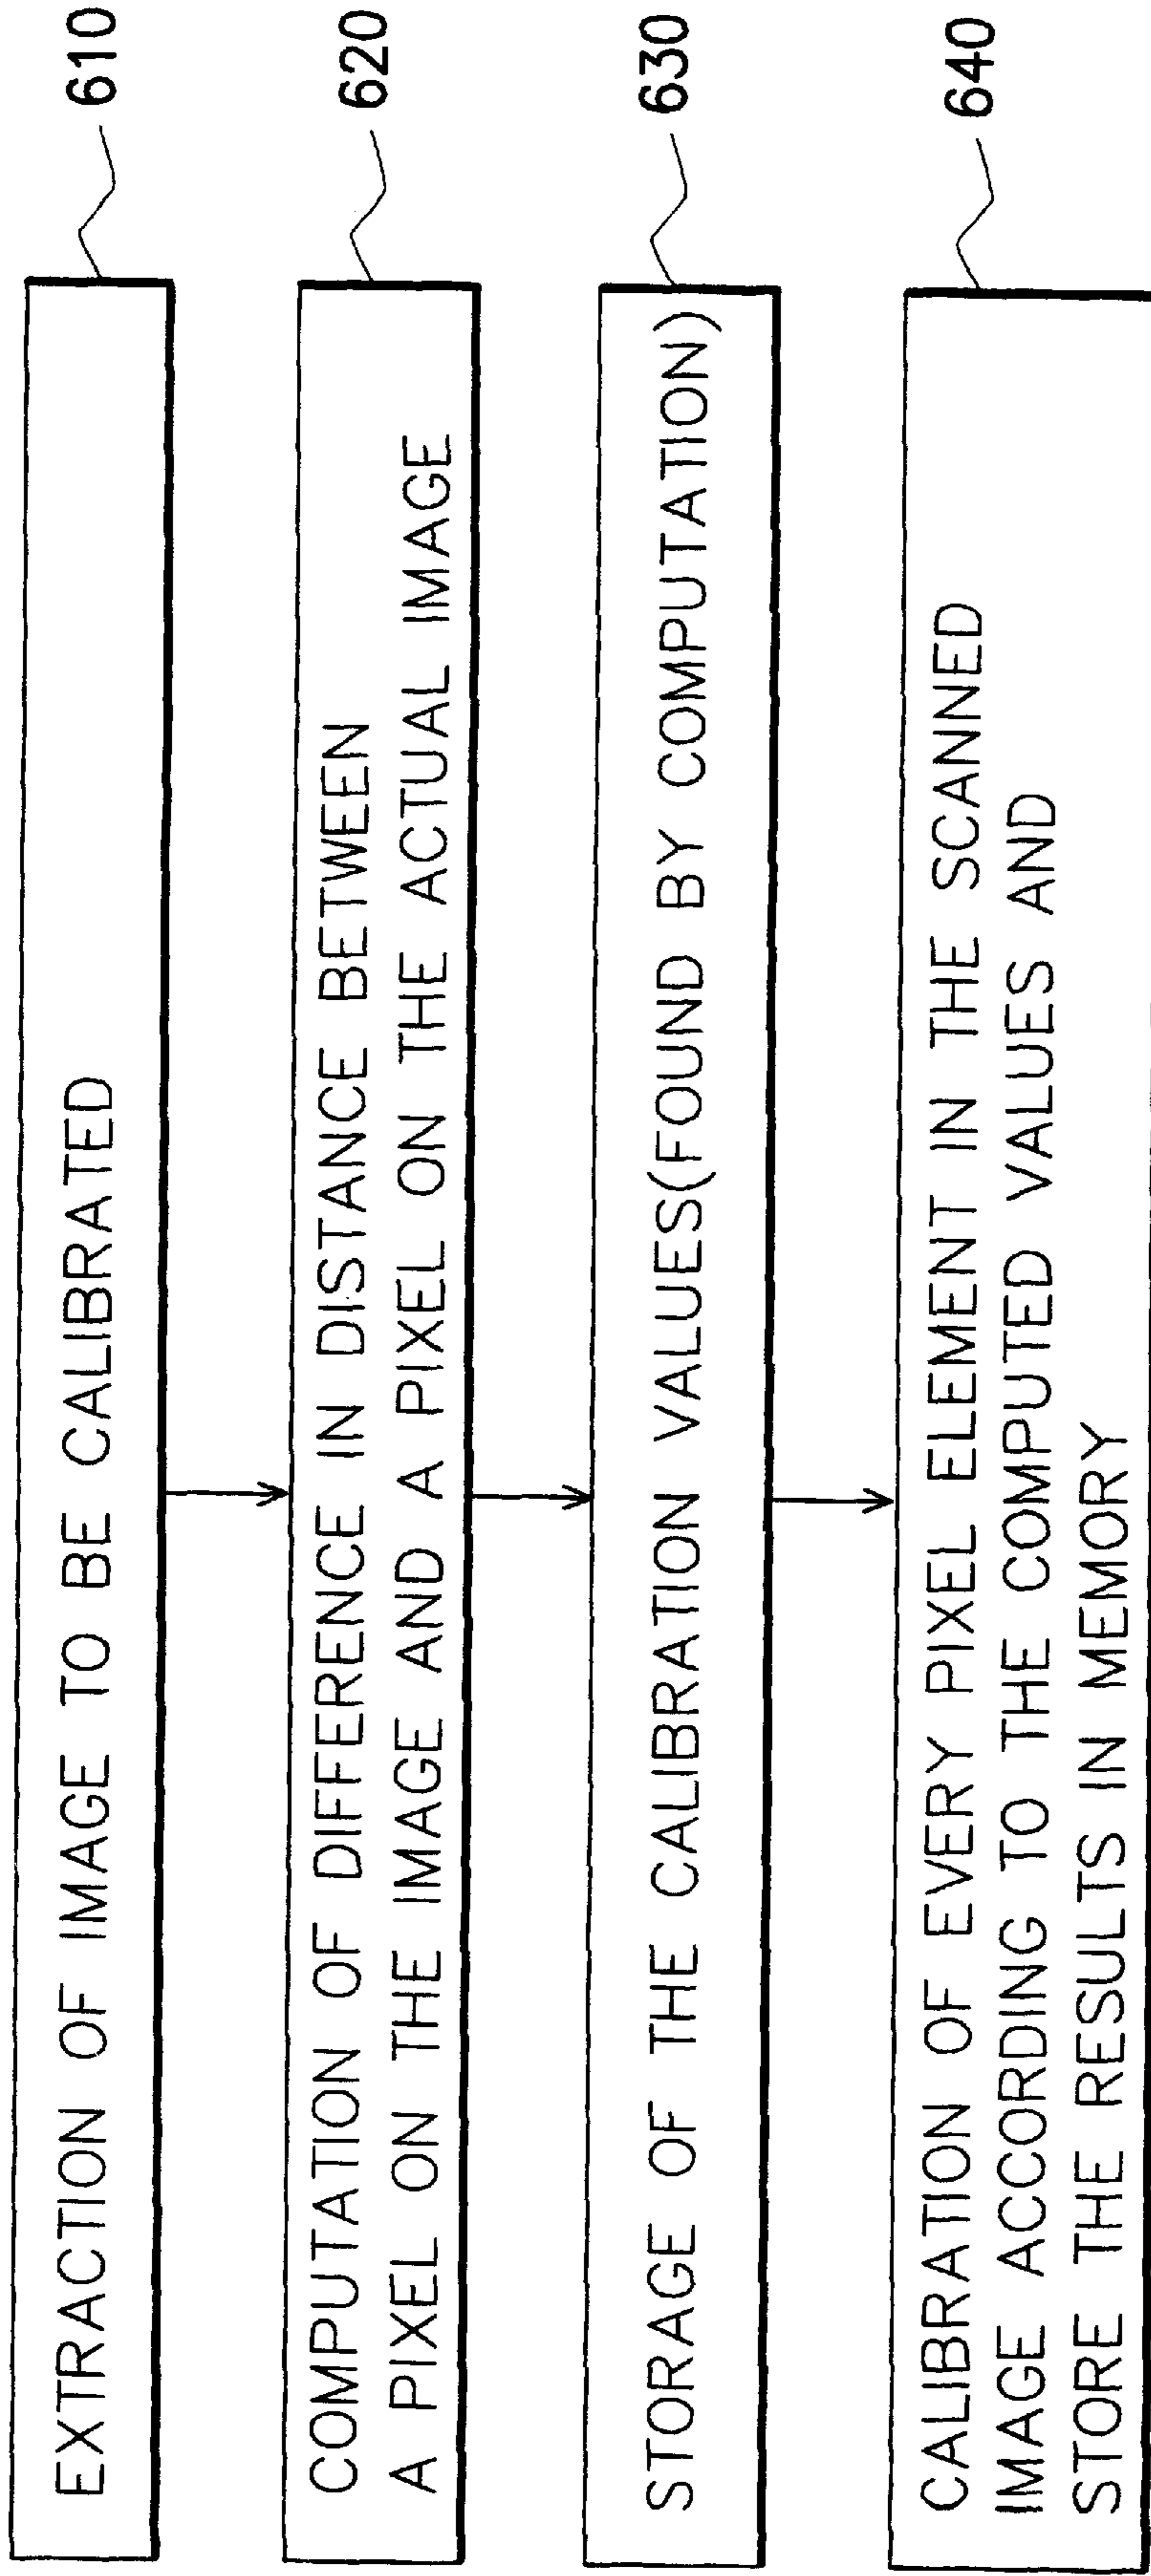 EXTRACTION OF IMAGE TO BE CALIBRATED
610
COMPUTATION OF DIFFERENCE IN DISTANCE BETWEEN
A PIXEL ON THE IMAGE AND A PIXEL ON THE ACTUAL IMAGE
620
STORAGE OF THE CALIBRATION VALUES(FOUND BY COMPUTATION)
630
CALIBRATION OF EVERY PIXEL ELEMENT IN THE SCANNED
IMAGE ACCORDING TO THE COMPUTED VALUES AND
STORE THE RESULTS IN MEMORY
640